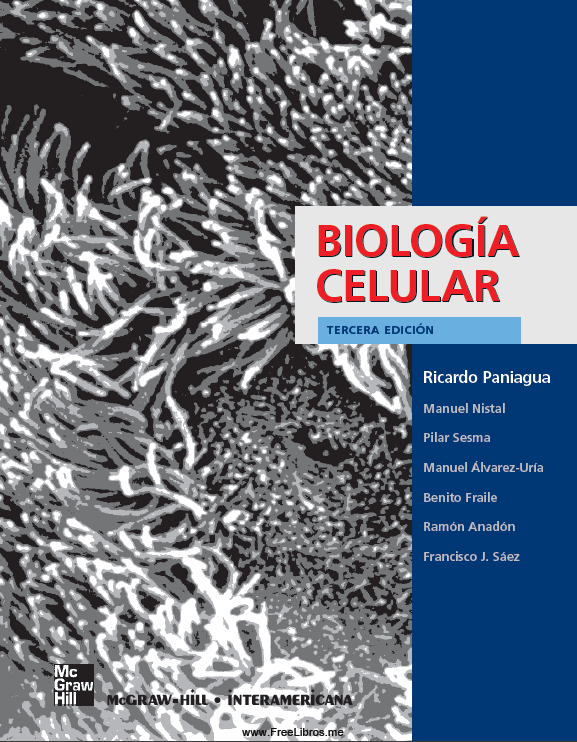 BIOLOGÍA
CELULAR
TERCERA EDICIÓN
Ricardo Paniagua
Manuel Nistal
Pilar Sesma
Manuel Álvarez-Uría
Benito Fraile
Ramón Anadón
Francisco J. Sáez
Mc
Graw
Hill
McGRAW-HILL • INTERAMERICANA
www.FreeLibros.me